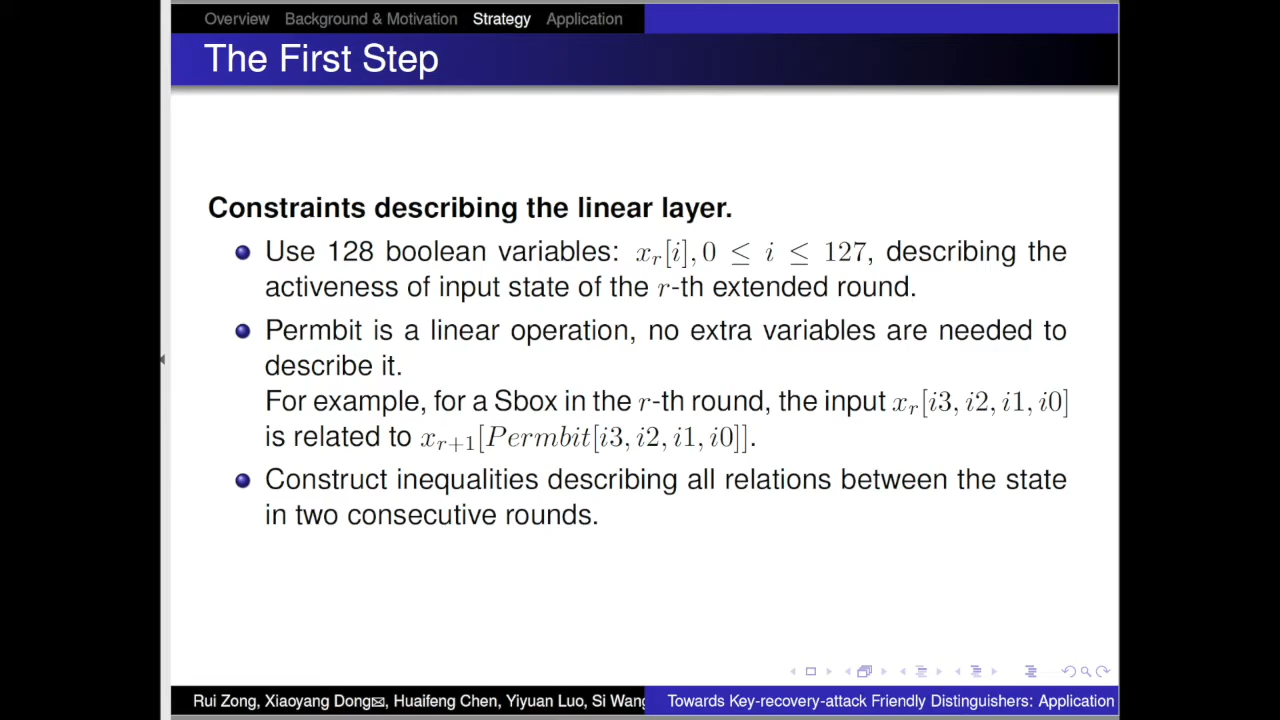 Overview Background & Motivation Strategy Application
The First Step
Constraints describing the linear layer.
Use 128 boolean variables: x_r[i], 0 ≤ i ≤ 127, describing the
activeness of input state of the r-th extended round.
Permbit is a linear operation, no extra variables are needed to
describe it.
For example, for a Sbox in the r-th round, the input x_r[i3, i2, i1, i0]
is related to x_{r+1}[Permbit[i3, i2, i1, i0]].
Construct inequalities describing all relations between the state
in two consecutive rounds.
Rui Zong, Xiaoyang Dong✉, Huaifeng Chen, Yiyuan Luo, Si Wang Towards Key-recovery-attack Friendly Distinguishers: Application